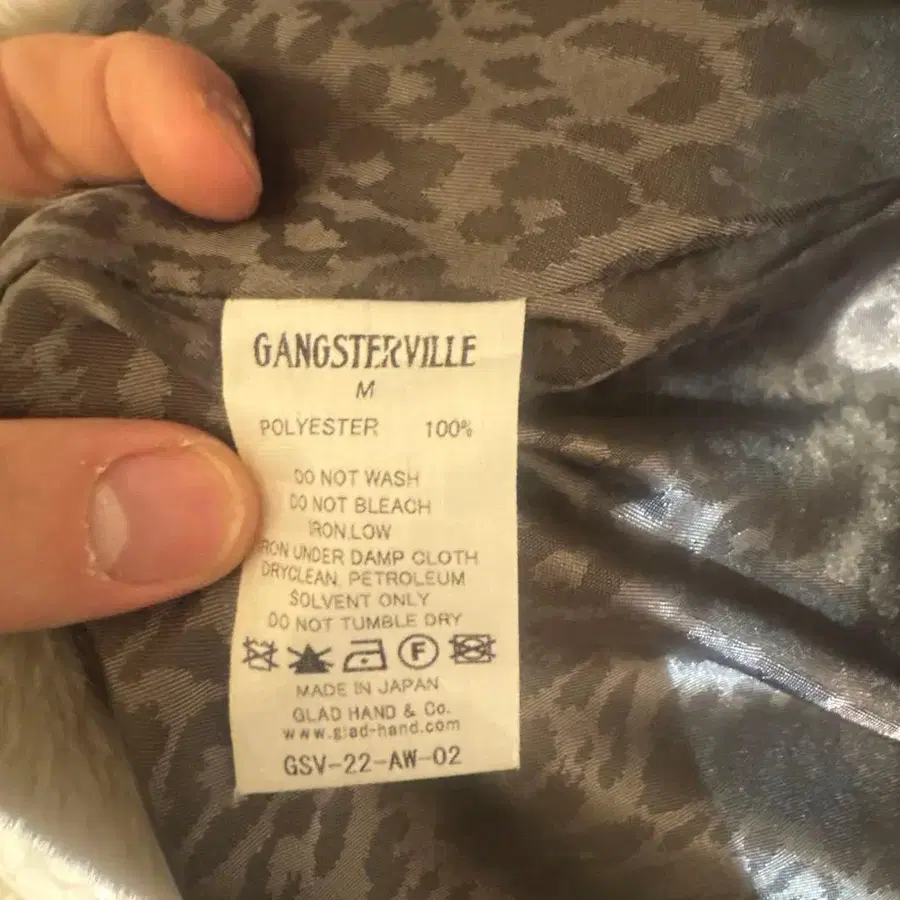 GANGSTERVILLE
M
POLYESTER 100%
DO NOT WASH
DO NOT BLEACH
IRON.LOW
IRON UNDER DAMP CLOTH
DRYCLEAN, PETROLEUM
SOLVENT ONLY
DO NOT TUMBLE DRY
F
MADE IN JAPAN
GLAD HAND & Co.
www.glad-hand.com
GSV-22-AW-02